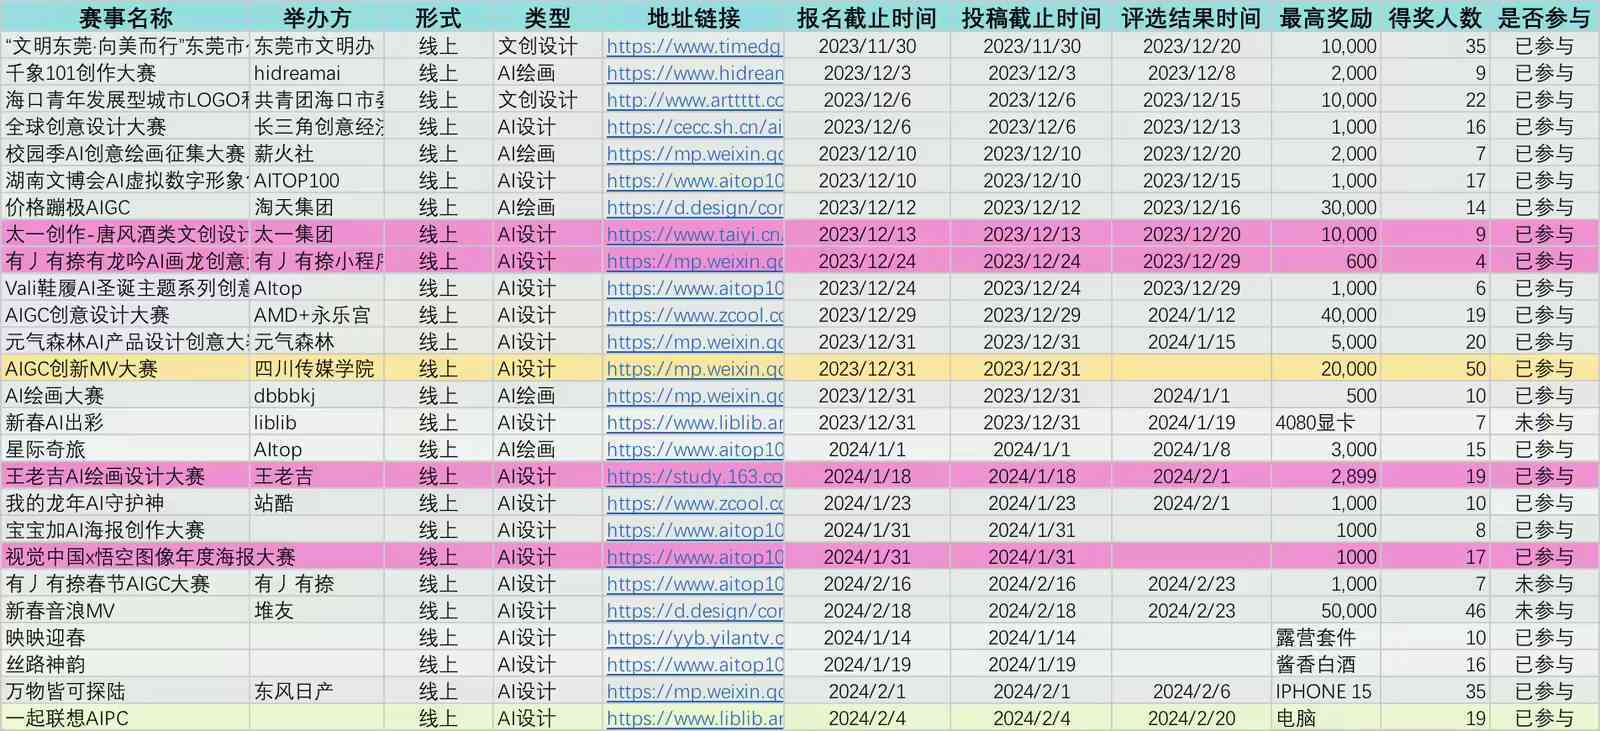 赛事名称 举办方 形式 类型 地址链接 报名截止时间 投稿截止时间 评选结果时间 最高奖励 得奖人数 是否参与
“文明东莞·向美而行”东莞市 东莞市文明办 线上 文创设计 https://www.timedg. 2023/11/30 2023/11/30 2023/12/20 10,000 35 已参与
千象101创作大赛 hidreamai 线上 AI绘画 https://www.hidrean 2023/12/3 2023/12/3 2023/12/8 2,000 9 已参与
海口青年发展型城市LOGO 共青团海口市委 线上 文创设计 http://www.arttttt.cc 2023/12/6 2023/12/6 2023/12/15 10,000 22 已参与
全球创意设计大赛 长三角创意经济 线上 AI设计 https://cecc.sh.cn/ai 2023/12/6 2023/12/6 2023/12/13 1,000 16 已参与
校园季AI创意绘画征集大赛 薪火社 线上 AI绘画 https://mp.weixin.qc 2023/12/10 2023/12/10 2023/12/20 2,000 7 已参与
湖南文博会AI虚拟数字形象 AITOP100 线上 AI设计 https://www.aitop10 2023/12/10 2023/12/10 2023/12/15 1,000 17 已参与
价格蹦极AIGC 淘天集团 线上 AI绘画 https://d.design/cor 2023/12/12 2023/12/12 2023/12/16 30,000 14 已参与
太一创作-唐风酒类文创设计 太一集团 线上 AI设计 https://www.taiyi.cn 2023/12/13 2023/12/13 2023/12/20 10,000 9 已参与
有丿有捺有龙吟AI画龙创意 有丿有捺小程序 线上 AI设计 https://mp.weixin.qc 2023/12/24 2023/12/24 2023/12/29 600 4 已参与
Vali鞋履AI圣诞主题系列创意 AItop 线上 AI设计 https://www.aitop10 2023/12/24 2023/12/24 2023/12/29 1,000 6 已参与
AIGC创意设计大赛 AMD+永乐宫 线上 AI设计 https://www.zcool.cc 2023/12/29 2023/12/29 2024/1/12 40,000 19 已参与
元气森林AI产品设计创意大 元气森林 线上 AI设计 https://mp.weixin.qc 2023/12/31 2023/12/31 2024/1/15 5,000 20 已参与
AIGC创新MV大赛 四川传媒学院 线上 AI设计 https://mp.weixin.qc 2023/12/31 2023/12/31 20,000 50 已参与
AI绘画大赛 dbbbkj 线上 AI绘画 https://mp.weixin.qc 2023/12/31 2023/12/31 2024/1/1 500 10 已参与
新春AI出彩 liblib 线上 AI设计 https://www.liblib.ar 2023/12/31 2023/12/31 2024/1/19 4080显卡 7 未参与
星际奇旅 AItop 线上 AI绘画 https://www.aitop10 2024/1/1 2024/1/1 2024/1/8 3,000 15 已参与
王老吉AI绘画设计大赛 王老吉 线上 AI设计 https://study.163.co 2024/1/18 2024/1/18 2024/2/1 2,899 19 已参与
我的龙年AI守护神 站酷 线上 AI设计 https://www.zcool.cc 2024/1/23 2024/1/23 2024/2/1 1,000 10 已参与
宝宝加AI海报创作大赛 线上 AI设计 https://www.aitop10 2024/1/31 2024/1/31 1000 8 已参与
视觉中国x悟空图像年度海报大赛 线上 AI设计 https://www.aitop10 2024/1/31 2024/1/31 1000 17 已参与
有丿有捺春节AIGC大赛 有丿有捺 线上 AI设计 https://www.aitop10 2024/2/16 2024/2/16 2024/2/23 1,000 7 未参与
新春音浪MV 堆友 线上 AI设计 https://d.design/cor 2024/2/18 2024/2/18 2024/2/23 50,000 46 未参与
映映迎春 线上 AI设计 https://yyb.yilantv.c 2024/1/14 2024/1/14 露营套件 10 已参与
丝路神韵 线上 AI设计 https://www.aitop10 2024/1/19 2024/1/19 酱香白酒 16 已参与
万物皆可探陆 东风日产 线上 AI设计 https://mp.weixin.qc 2024/2/1 2024/2/1 2024/2/6 IPHONE 15 35 已参与
一起联想AIPC 线上 AI设计 https://www.liblib.ar 2024/2/4 2024/2/4 2024/2/20 电脑 19 已参与